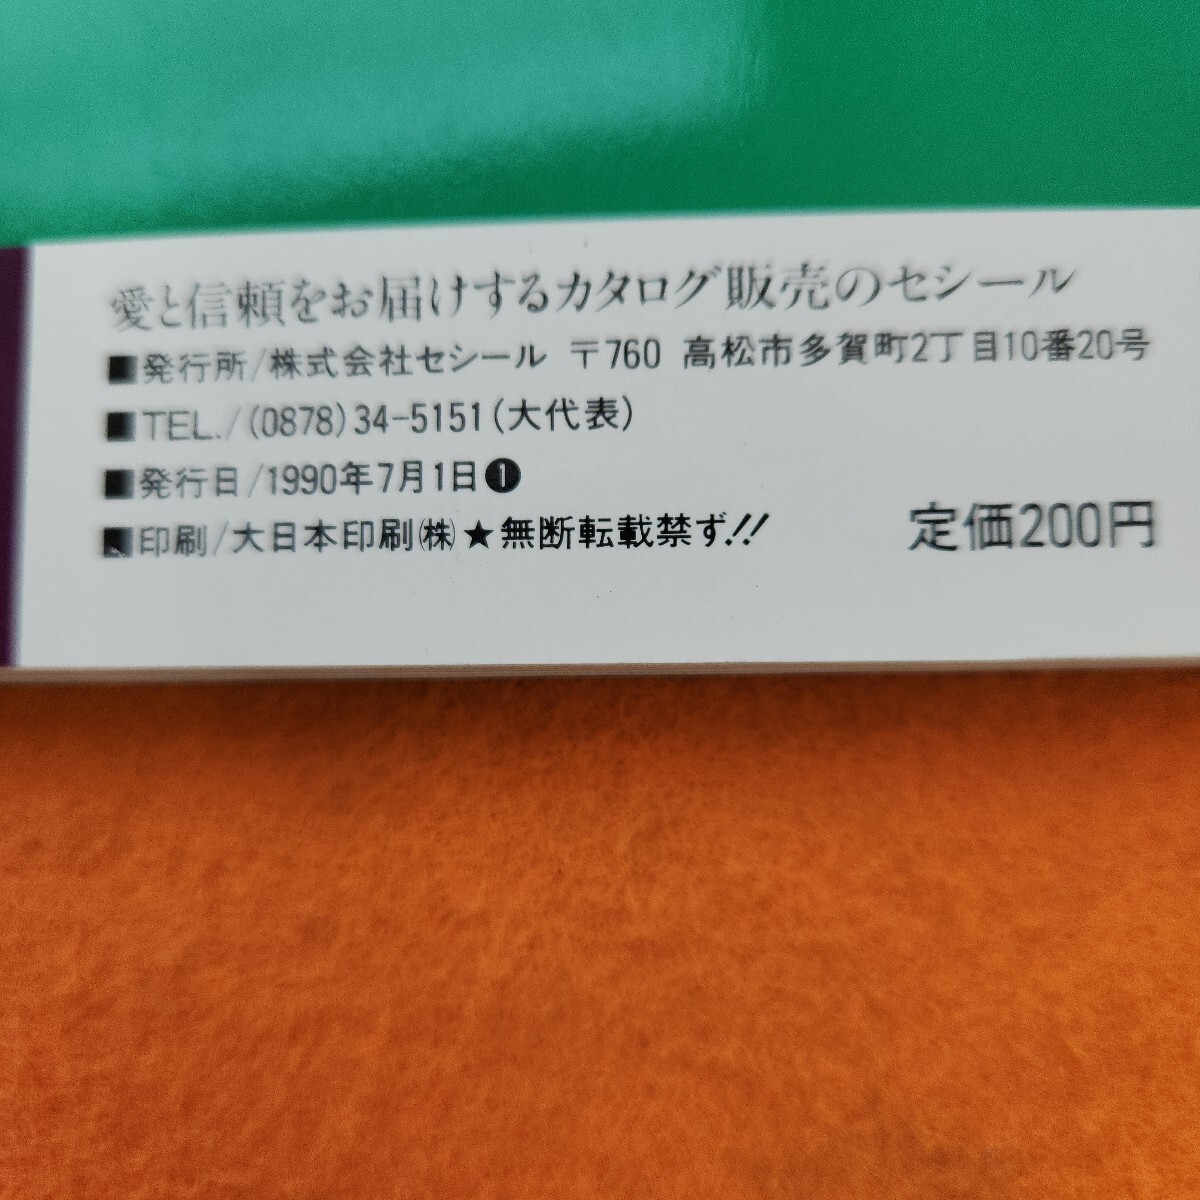 愛と信頼をお届けするカタログ販売のセシール
■発行所/株式会社セシール 〒760 高松市多賀町2丁目10番20号
■TEL./(0878)34-5151(大代表)
■発行日/1990年7月1日❶
■印刷/大日本印刷㈱★無断転載禁ず!! 定価200円